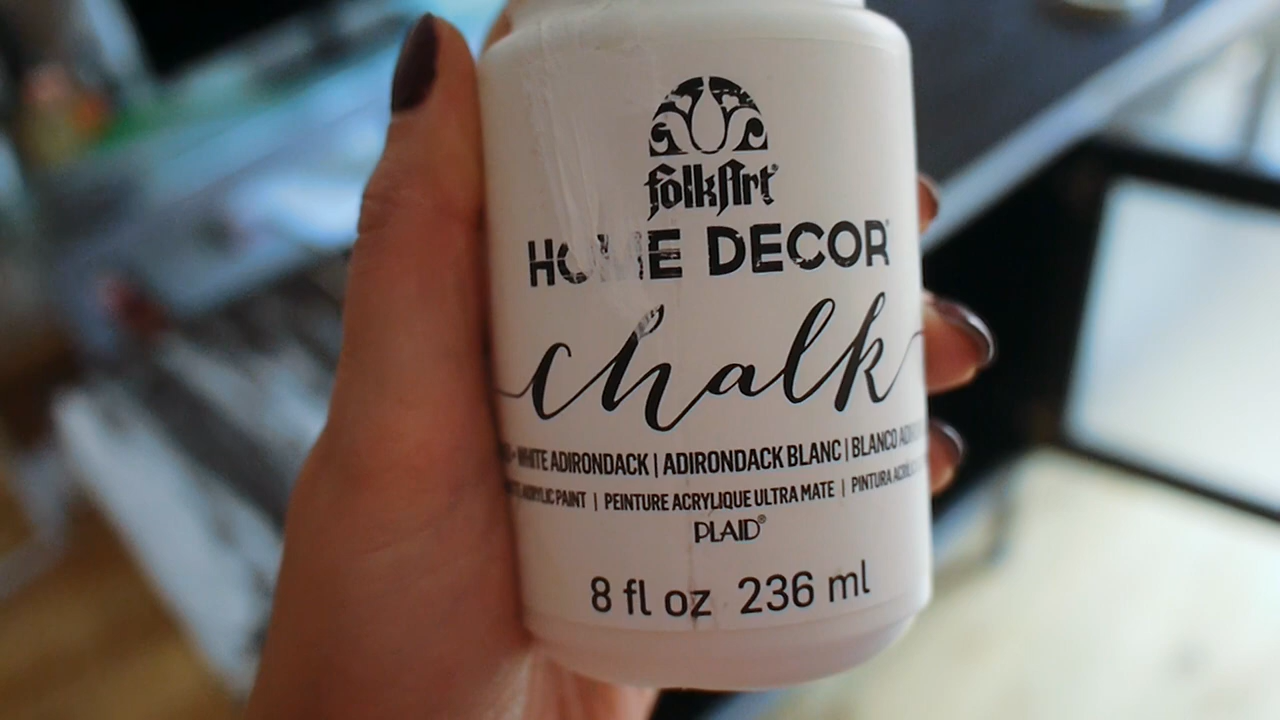 folkArt®
HOME DECOR®
chalk
WHITE ADIRONDACK | ADIRONDACK BLANC | BLANCO
ACRYLIC PAINT | PEINTURE ACRYLIQUE ULTRA MATE | PINTURA
PLAID®
8 fl oz 236 ml